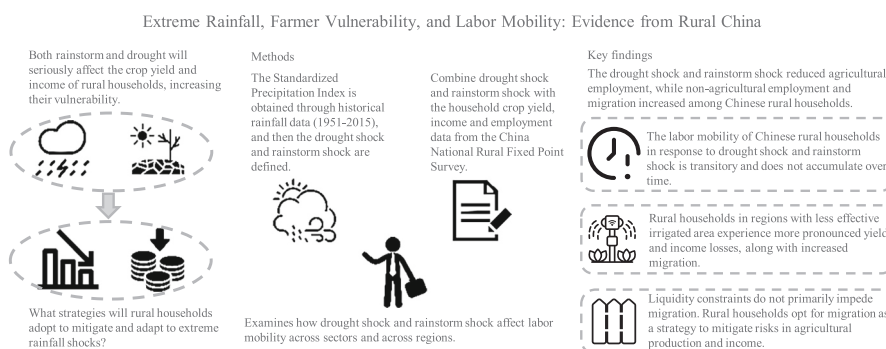 Extreme Rainfall, Farmer Vulnerability, and Labor Mobility: Evidence from Rural China
Both rainstorm and drought will
seriously affect the crop yield and
income of rural households, increasing
their vulnerability.
What strategies will rural households
adopt to mitigate and adapt to extreme
rainfall shocks?
Methods
The Standardized
Precipitation Index is
obtained through historical
rainfall data (1951-2015),
and then the drought shock
and rainstorm shock are
defined.
Combine drought shock
and rainstorm shock with
the household crop yield,
income and employment
data from the China
National Rural Fixed Point
Survey.
Examines how drought shock and rainstorm shock affect labor
mobility across sectors and across regions.
Key findings
The drought shock and rainstorm shock reduced agricultural
employment, while non-agricultural employment and
migration increased among Chinese rural households.
The labor mobility of Chinese rural households
in response to drought shock and rainstorm
shock is transitory and does not accumulate over
time.
Rural households in regions with less effective
irrigated area experience more pronounced yield
and income losses, along with increased
migration.
Liquidity constraints do not primarily impede
migration. Rural households opt for migration as
a strategy to mitigate risks in agricultural
production and income.